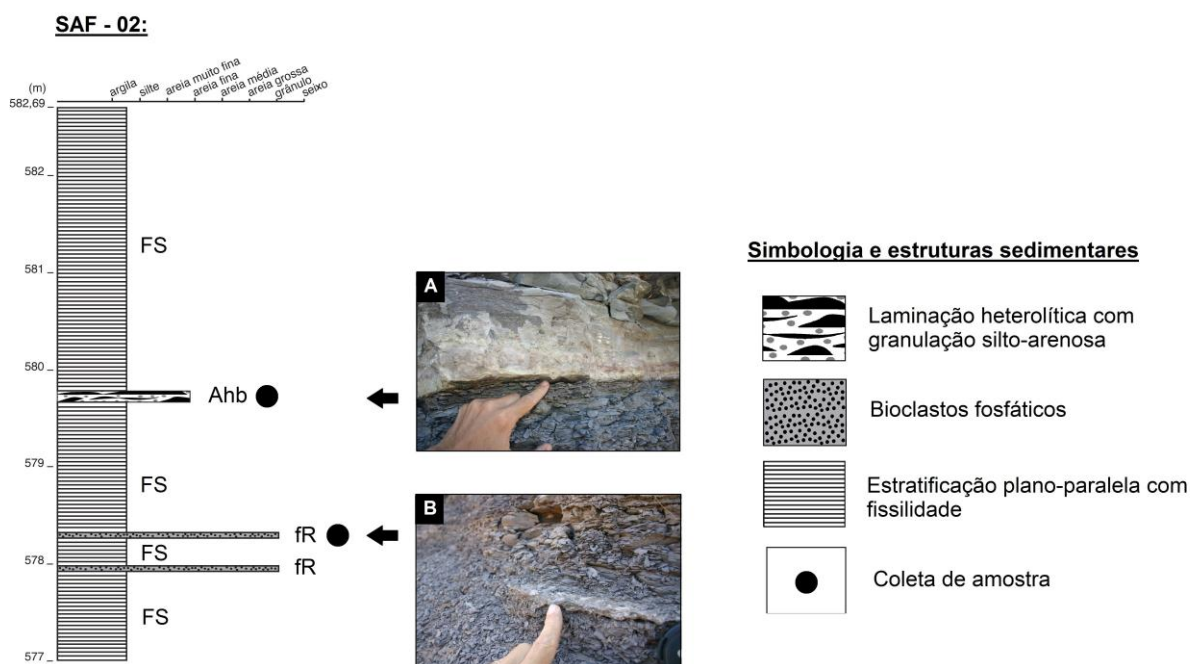 SAF - 02:
(m)
argila
silte
areia muito fina
areia fina
areia média
areia grossa
grânulo
seixo
582,69
582
FS
581
580
Ahb
579
FS
fR
578
FS
fR
FS
577
A
B
Simbologia e estruturas sedimentares
Laminação heterolítica com
granulação silto-arenosa
Bioclastos fosfáticos
Estratificação plano-paralela com
fissilidade
Coleta de amostra